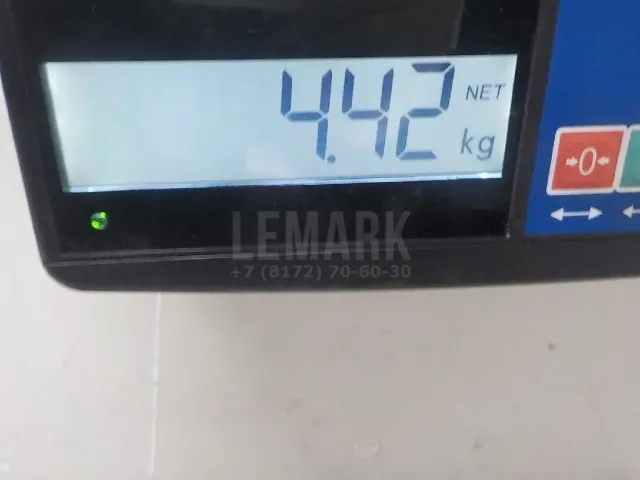 4.42 NET
kg
→0←
LEMARK
+7 (8172) 70-60-30